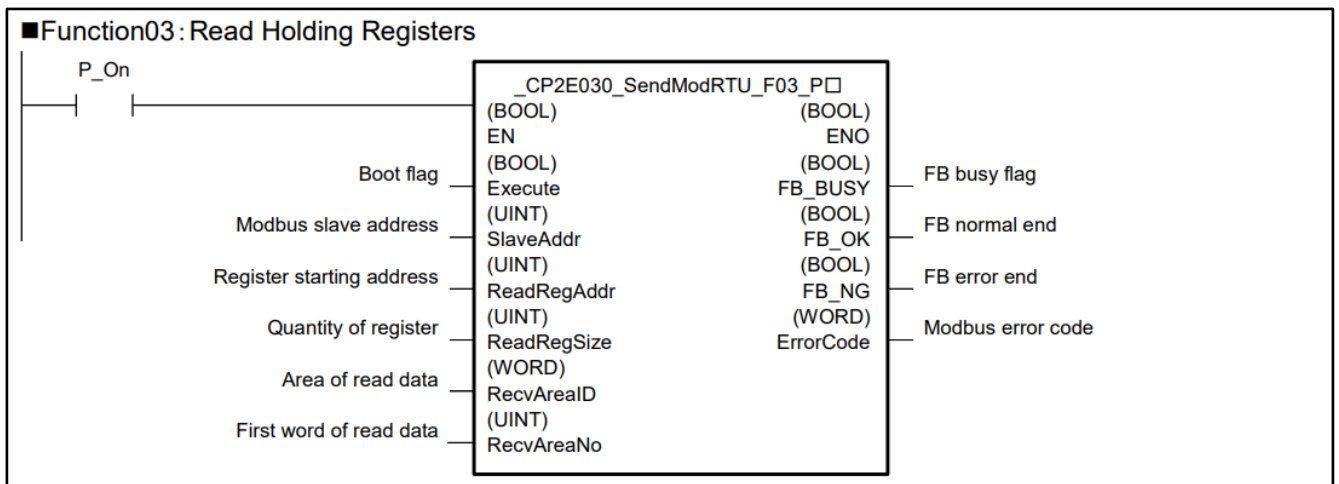 ■Function03:Read Holding Registers
P_On
_CP2E030_SendModRTU_F03_P□
(BOOL) (BOOL)
EN ENO
(BOOL) (BOOL)
Boot flag Execute FB_BUSY FB busy flag
(UINT) (BOOL)
Modbus slave address SlaveAddr FB_OK FB normal end
(UINT) (BOOL)
Register starting address ReadRegAddr FB_NG FB error end
(UINT) (WORD)
Quantity of register ReadRegSize ErrorCode Modbus error code
(WORD)
Area of read data RecvAreaID
(UINT)
First word of read data RecvAreaNo